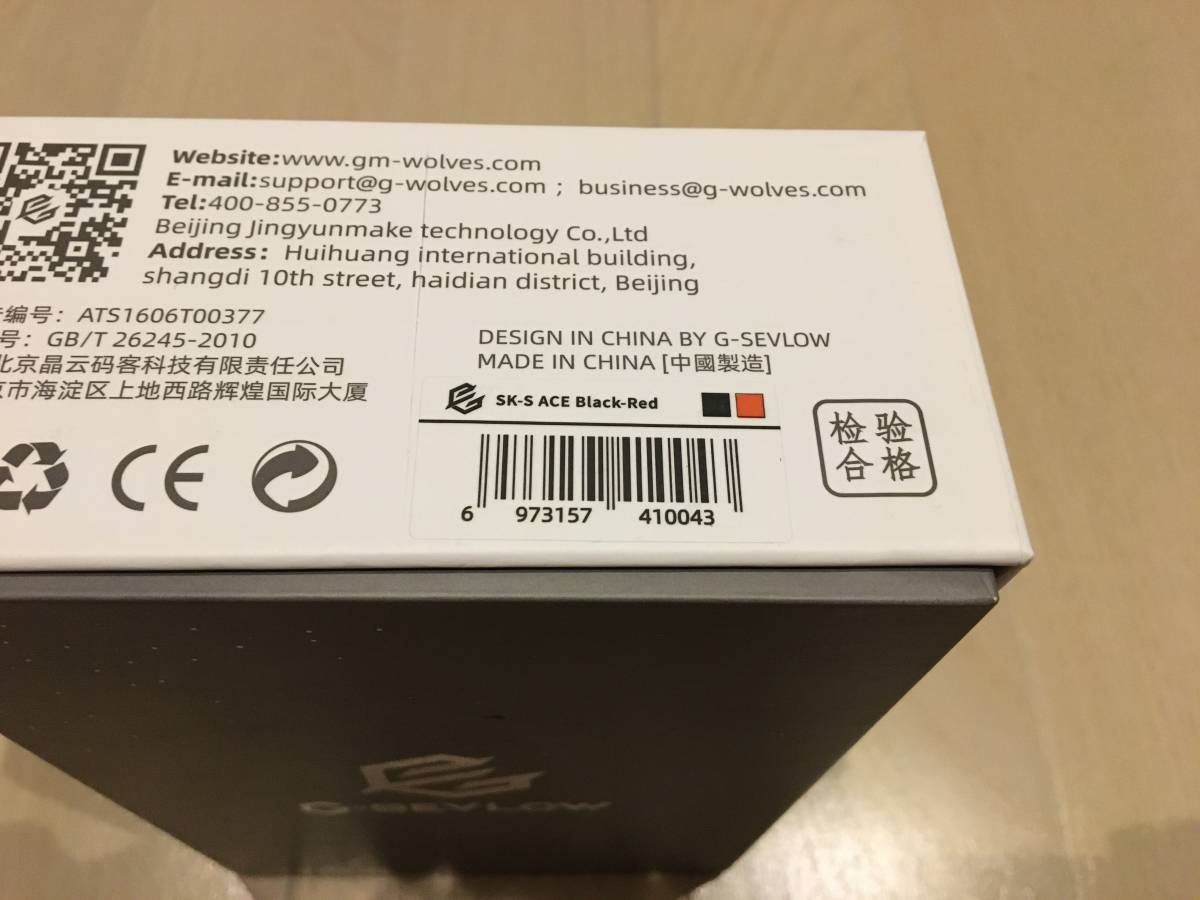 Website:www.gm-wolves.com
E-mail:support@g-wolves.com ; business@g-wolves.com
Tel:400-855-0773
Beijing Jingyunmake technology Co.,Ltd
Address: Huihuang international building,
shangdi 10th street, haidian district, Beijing
编号: ATS1606T00377
号: GB/T 26245-2010
北京晶云码客科技有限责任公司
京市海淀区上地西路辉煌国际大厦
DESIGN IN CHINA BY G-SEVLOW
MADE IN CHINA [中國製造]
SK-S ACE Black-Red
6 973157 410043
CE
检验
合格
G-SEVLOW